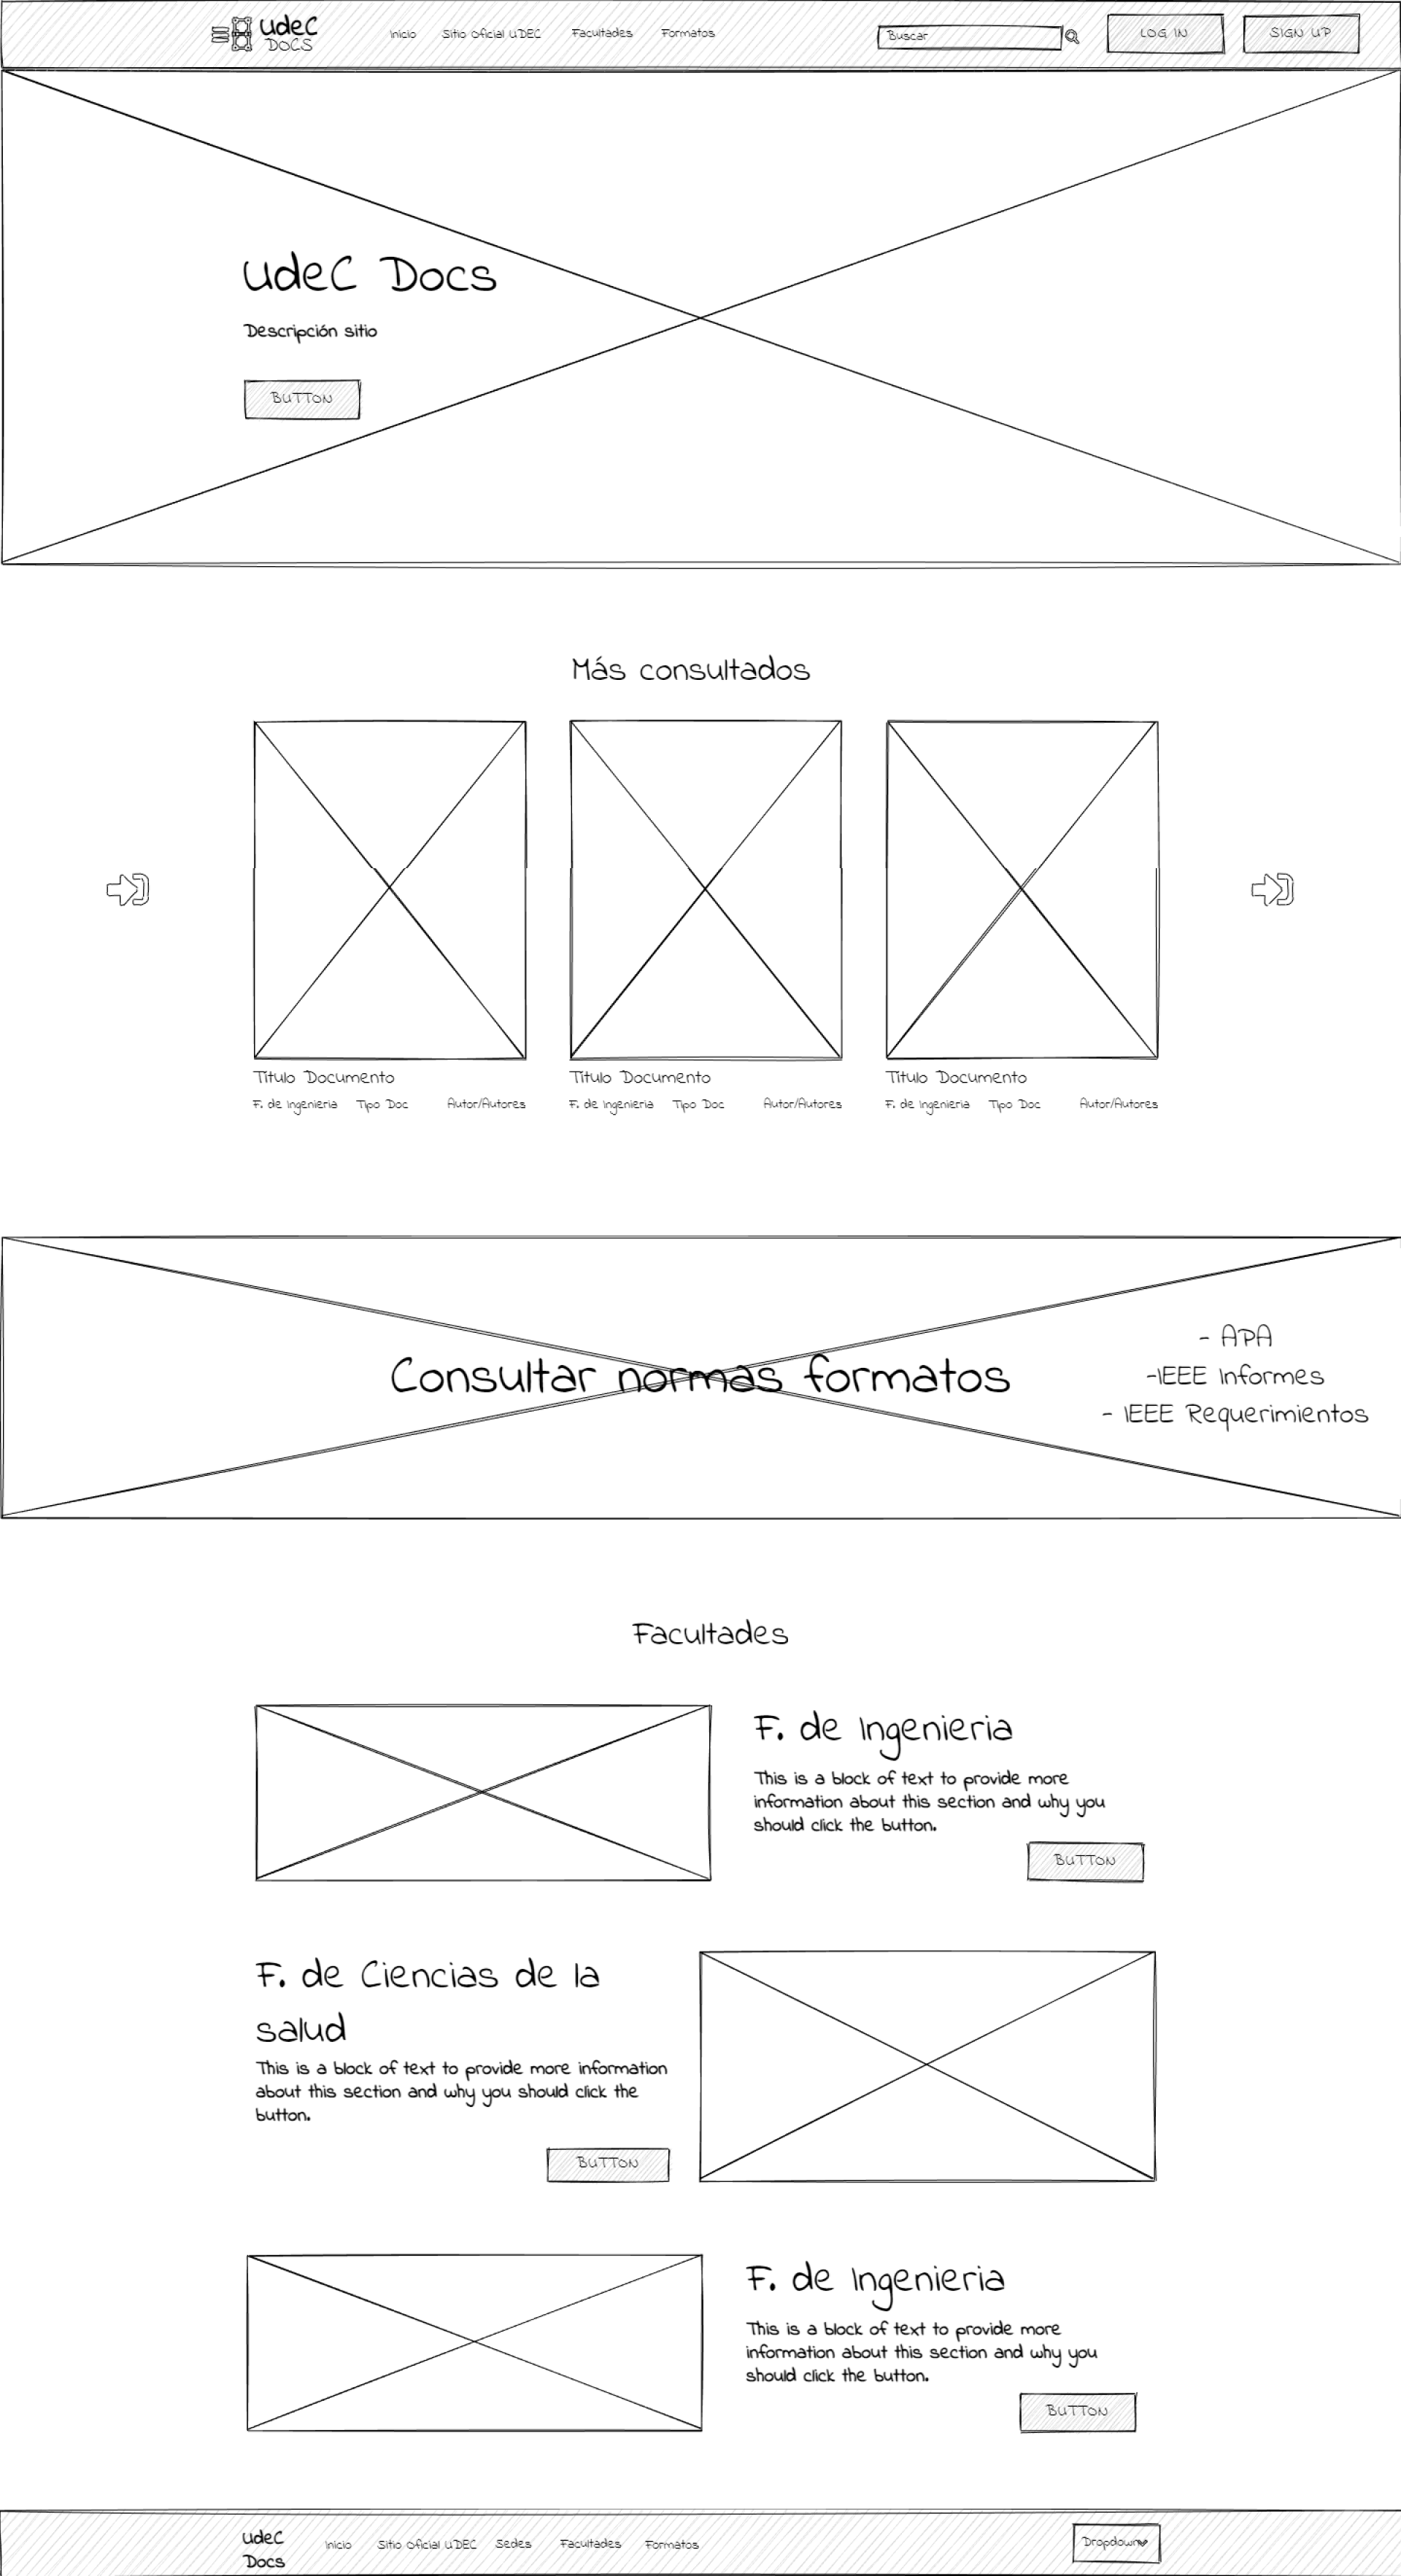 udeC
DOCS
Inicio Sitio Oficial UDEC Facultades Formatos Buscar LOG IN SIGN UP
UdeC Docs
Descripción sitio
BUTTON
Más consultados
Título Documento Título Documento Título Documento
F. de Ingenieria Tipo Doc Autor/Autores F. de Ingenieria Tipo Doc Autor/Autores F. de Ingenieria Tipo Doc Autor/Autores
Consultar normas formatos
- APA
-IEEE Informes
- IEEE Requerimientos
Facultades
F. de Ingenieria
This is a block of text to provide more
information about this section and why you
should click the button.
BUTTON
F. de Ciencias de la
salud
This is a block of text to provide more information
about this section and why you should click the
button.
BUTTON
F. de Ingenieria
This is a block of text to provide more
information about this section and why you
should click the button.
BUTTON
UdeC
Docs
Inicio Sitio Oficial UDEC Sedes Facultades Formatos Dropdown